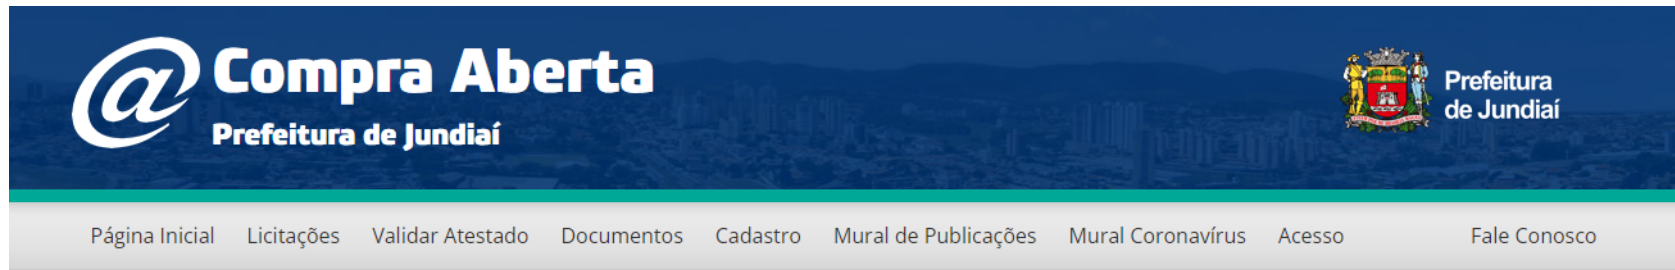 @ Compra Aberta
Prefeitura de Jundiaí
Prefeitura
de Jundiaí
Página Inicial Licitações Validar Atestado Documentos Cadastro Mural de Publicações Mural Coronavírus Acesso Fale Conosco